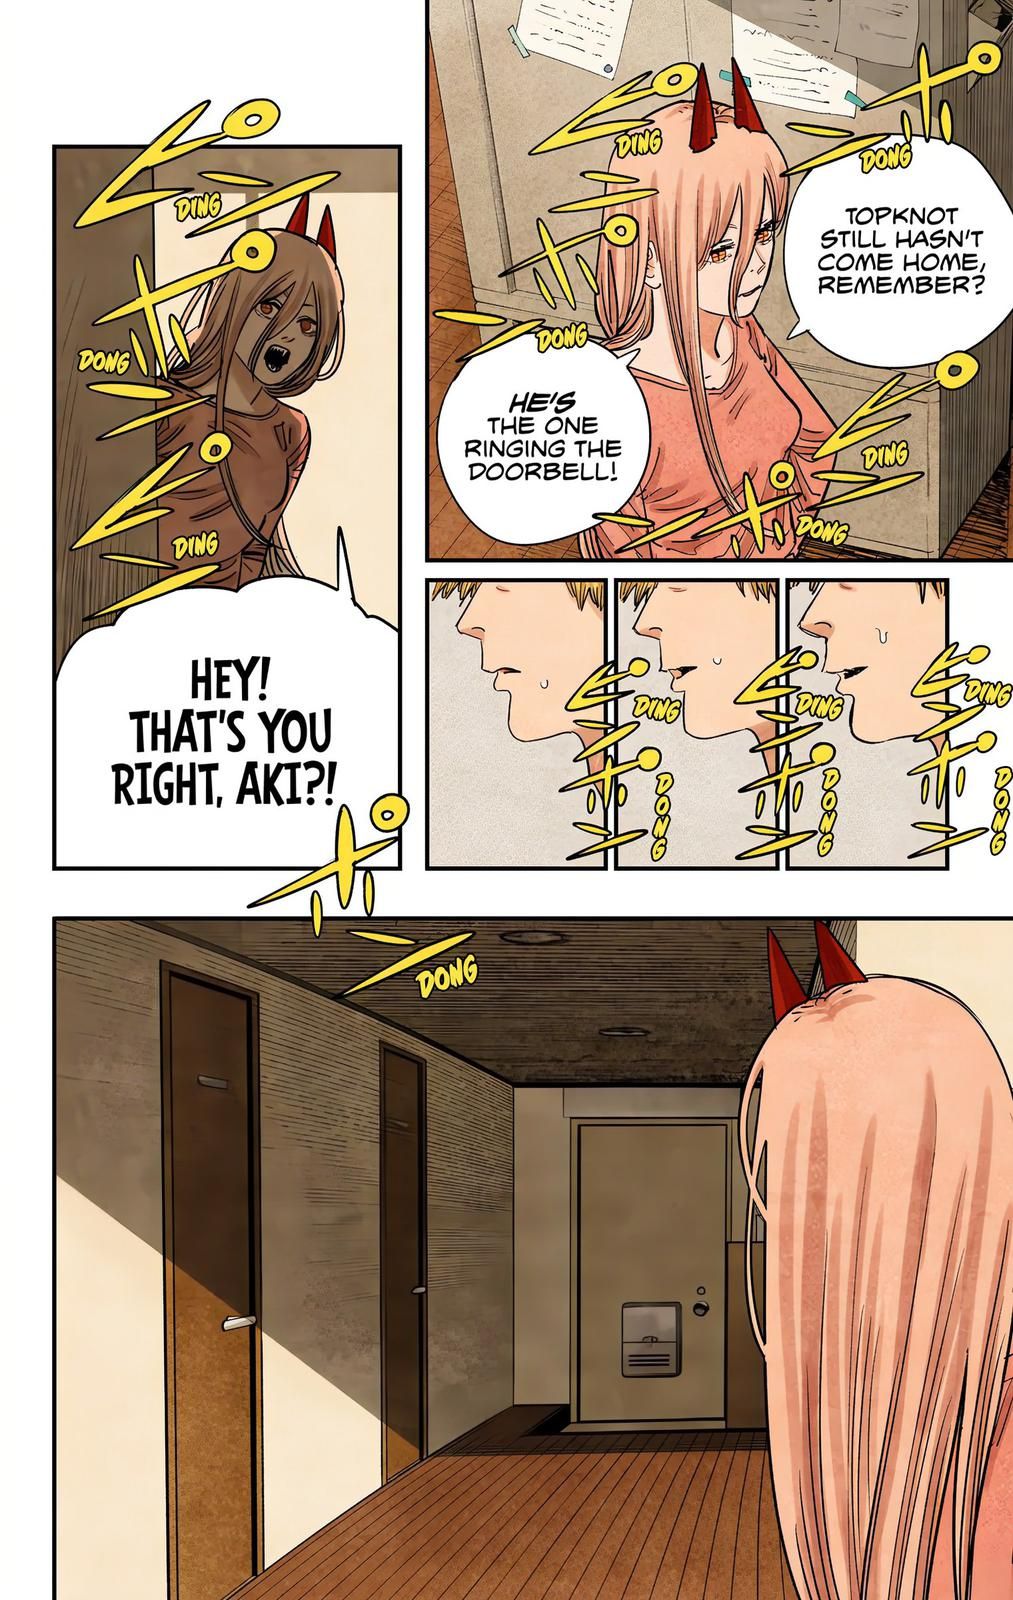 DING
DONG
TOPKNOT
STILL HASN'T
COME HOME,
REMEMBER?
DONG
HE'S
THE ONE
RINGING THE
DOORBELL!
DING
DONG
DING
DONG
DING
HEY!
THAT'S YOU
RIGHT, AKI?!
DING
DONG
DING
DONG
DING
DONG
DONG